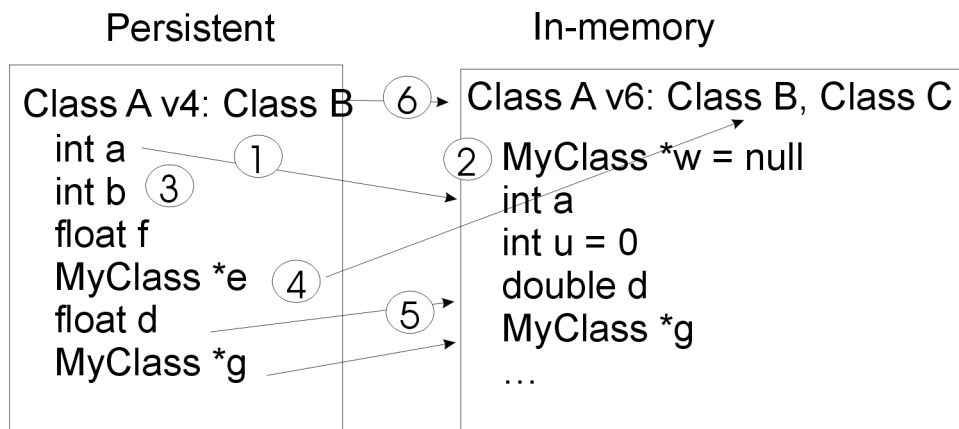 Persistent
In-memory
Class A v4: Class B
int a
int b
float f
MyClass *e
float d
MyClass *g
1
3
4
5
6
Class A v6: Class B, Class C
2
MyClass *w = null
int a
int u = 0
double d
MyClass *g
…